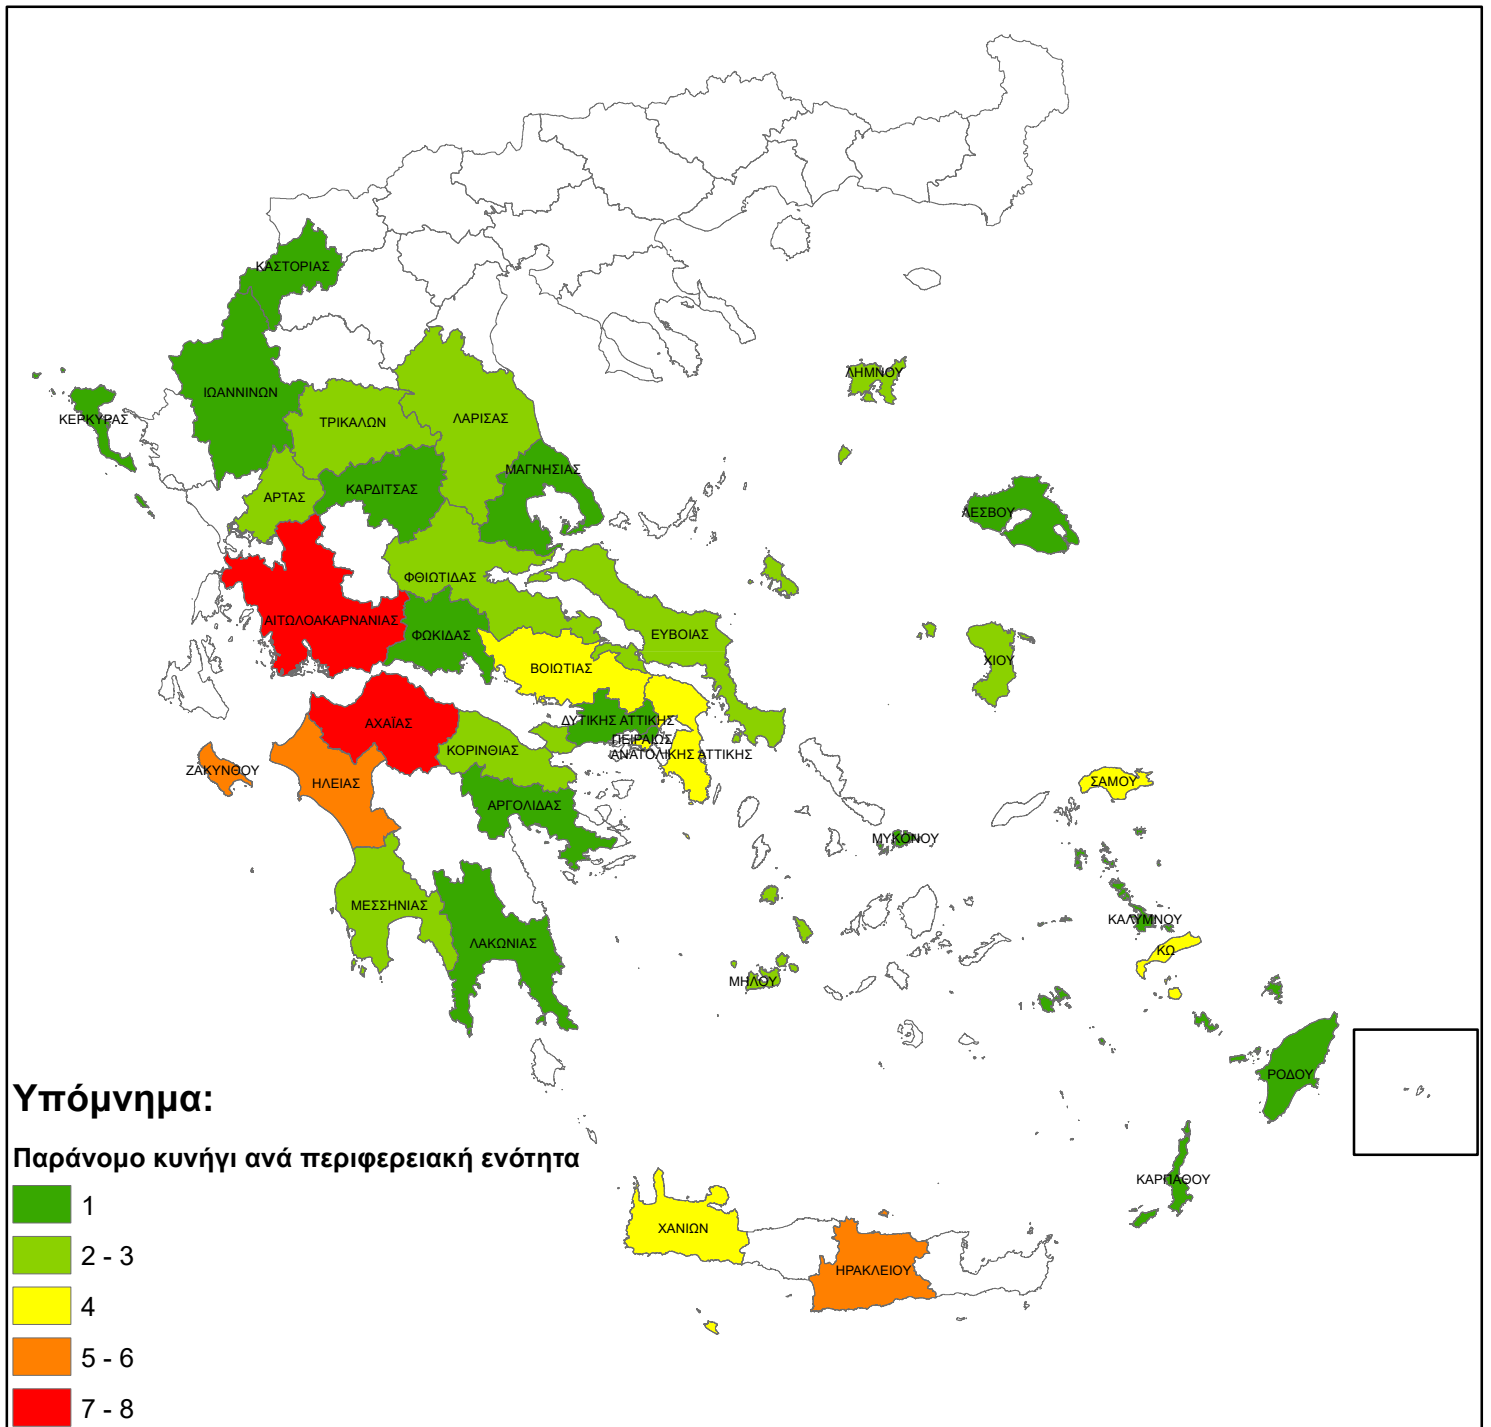 ΚΑΣΤΟΡΙΑΣ
ΙΩΑΝΝΙΝΩΝ
ΚΕΡΚΥΡΑΣ
ΤΡΙΚΑΛΩΝ
ΛΑΡΙΣΑΣ
ΛΗΜΝΟΥ
ΜΑΓΝΗΣΙΑΣ
ΑΡΤΑΣ
ΚΑΡΔΙΤΣΑΣ
ΛΕΣΒΟΥ
ΦΘΙΩΤΙΔΑΣ
ΑΙΤΩΛΟΑΚΑΡΝΑΝΙΑΣ
ΦΩΚΙΔΑΣ
ΕΥΒΟΙΑΣ
ΒΟΙΩΤΙΑΣ
ΧΙΟΥ
ΑΧΑΪΑΣ
ΔΥΤΙΚΗΣ ΑΤΤΙΚΗΣ
ΠΕΙΡΑΙΩΣ
ΚΟΡΙΝΘΙΑΣ
ΑΝΑΤΟΛΙΚΗΣ ΑΤΤΙΚΗΣ
ΖΑΚΥΝΘΟΥ
ΗΛΕΙΑΣ
ΣΑΜΟΥ
ΑΡΓΟΛΙΔΑΣ
ΜΥΚΟΝΟΥ
ΜΕΣΣΗΝΙΑΣ
ΚΑΛΥΜΝΟΥ
ΛΑΚΩΝΙΑΣ
ΚΩ
ΜΗΛΟΥ
ΡΟΔΟΥ
ΚΑΡΠΑΘΟΥ
ΧΑΝΙΩΝ
ΗΡΑΚΛΕΙΟΥ
Υπόμνημα:
Παράνομο κυνήγι ανά περιφερειακή ενότητα
1
2 - 3
4
5 - 6
7 - 8